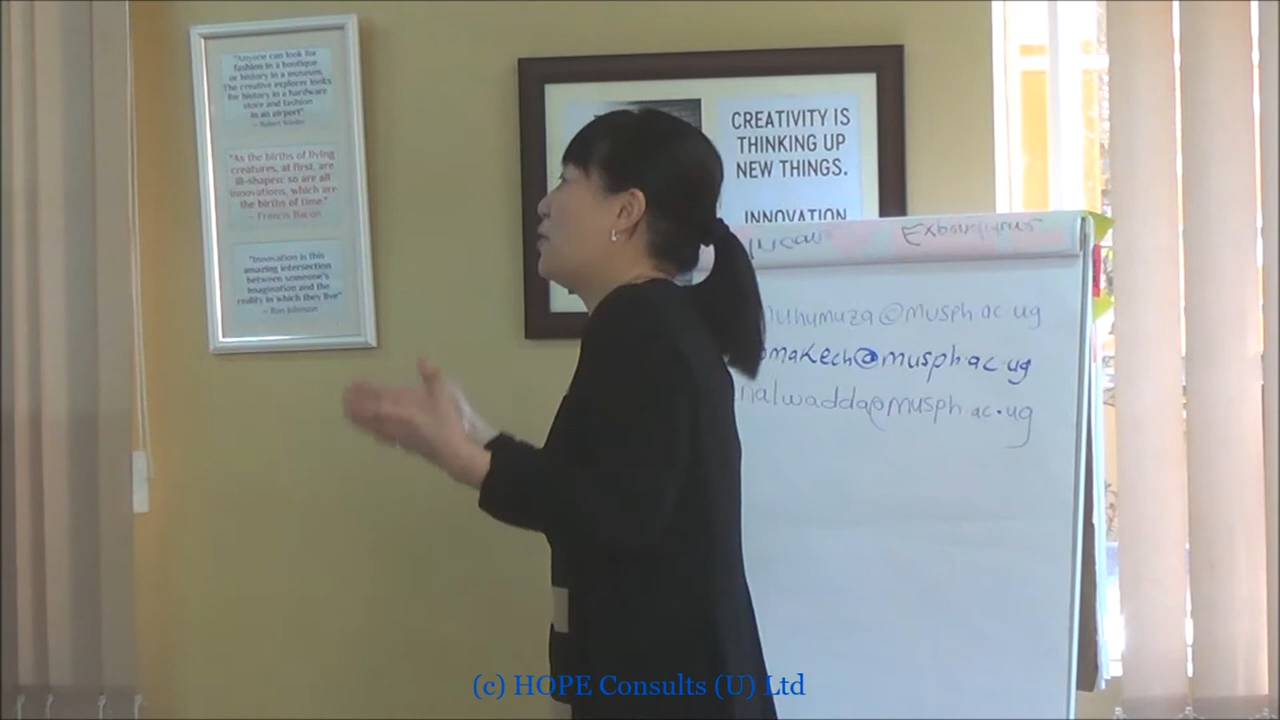 "Anyone can look for
fashion in a boutique
or history in a museum.
The creative explorer looks
for history in a hardware
store and fashion
in an airport"
"As the births of living
creatures, at first, are
ill-shapen: so are all
innovations, which are
the births of time."
— Francis Bacon
"Innovation is this
amazing intersection
between someone's
imagination and the
reality in which they live"
— Ron Johnson
CREATIVITY IS
THINKING UP
NEW THINGS.
INNOVATION
uhumuza@musph.ac.ug
omakech@musph.ac.ug
nalwadda@musph.ac.ug
(c) HOPE Consults (U) Ltd